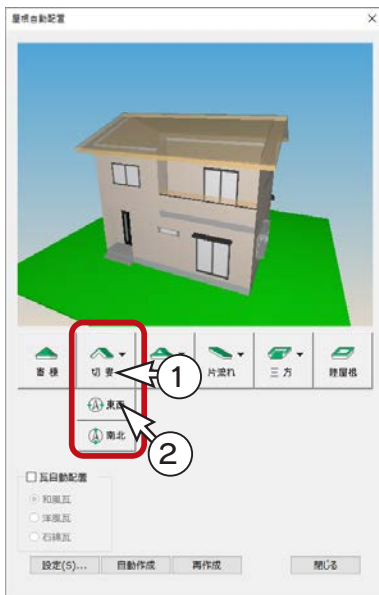 屋根自動配置
寄棟 切妻 片流れ 三方 陸屋根
1
東西
2
南北
瓦自動配置
和風瓦
洋風瓦
石綿瓦
設定(S)... 自動作成 再作成 閉じる